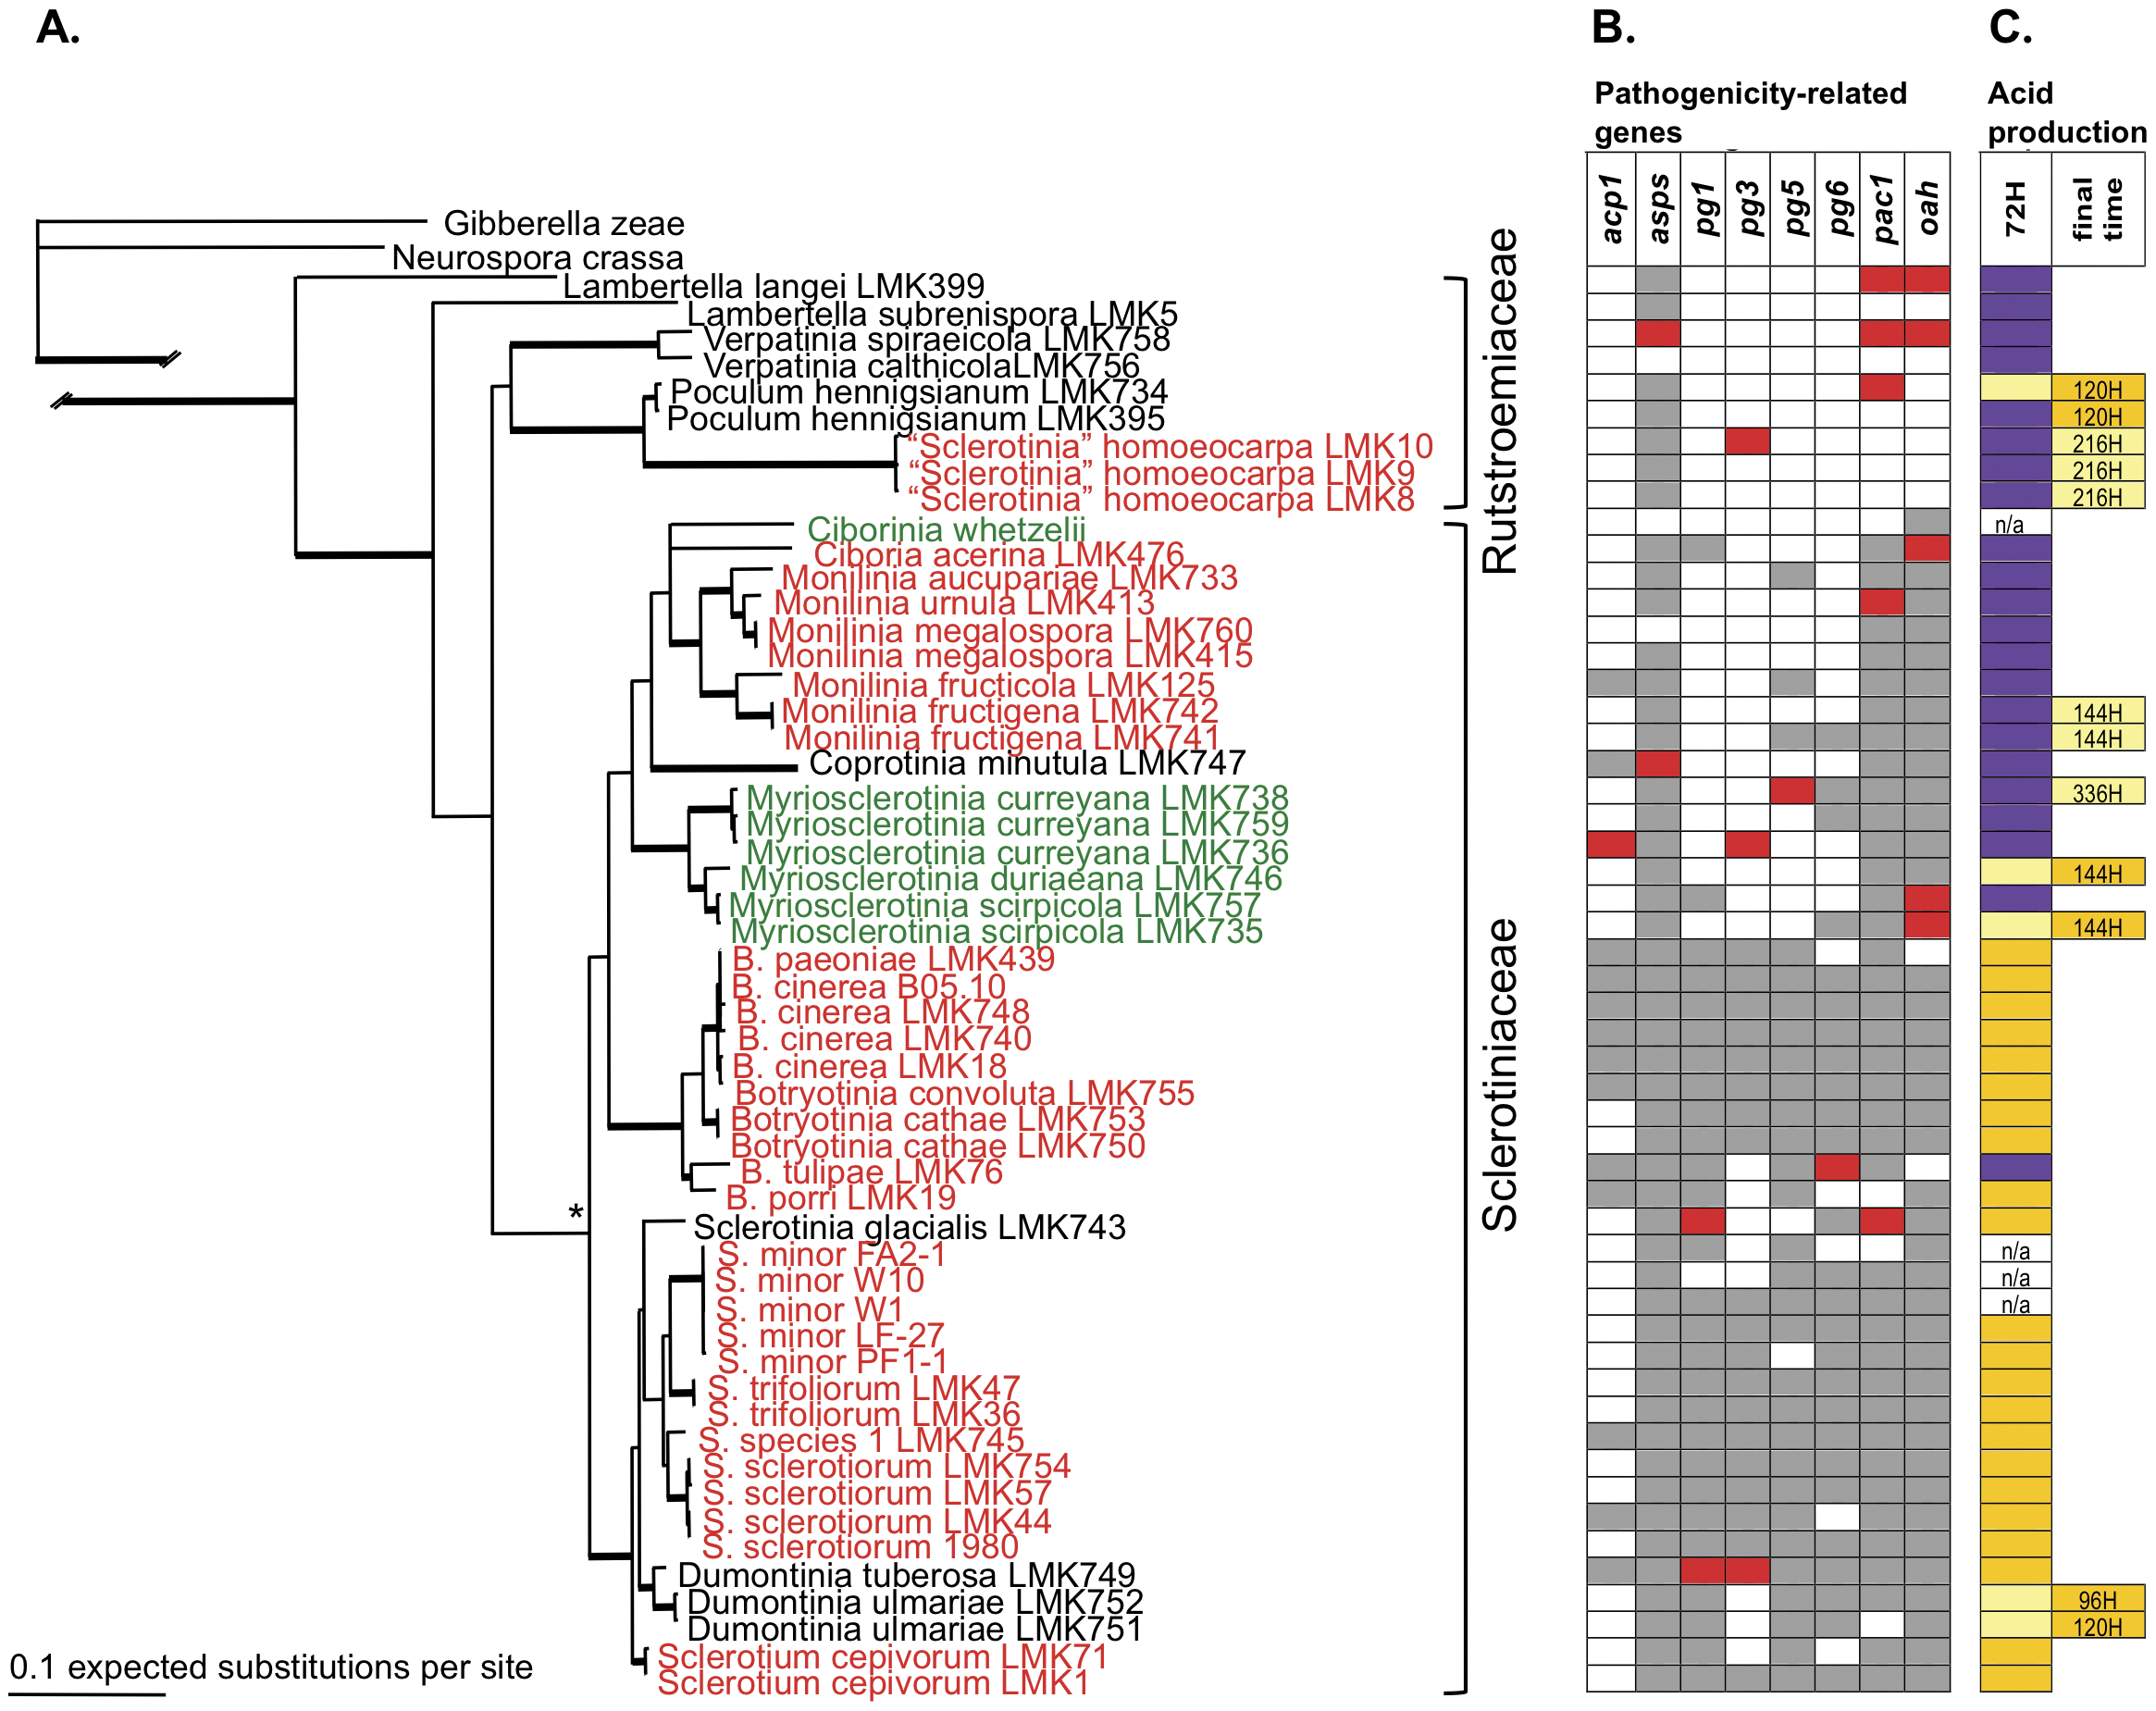 A.
B.
C.
Pathogenicity-related
genes
Acid
production
acp1
asps
pg1
pg3
pg5
pg6
pac1
oah
72H
final
time
Gibberella zeae
Neurospora crassa
Lambertella langei LMK399
Lambertella subrenispora LMK5
Verpatinia spiraeicola LMK758
Verpatinia calthicolaLMK756
Poculum hennigsianum LMK734
120H
Poculum hennigsianum LMK395
120H
“Sclerotinia” homoeocarpa LMK10
216H
“Sclerotinia” homoeocarpa LMK9
216H
“Sclerotinia” homoeocarpa LMK8
216H
Rutstroemiaceae
Ciborinia whetzelii
n/a
Ciboria acerina LMK476
Monilinia aucupariae LMK733
Monilinia urnula LMK413
Monilinia megalospora LMK760
Monilinia megalospora LMK415
Monilinia fructicola LMK125
Monilinia fructigena LMK742
144H
Monilinia fructigena LMK741
144H
Coprotinia minutula LMK747
Myriosclerotinia curreyana LMK738
336H
Myriosclerotinia curreyana LMK759
Myriosclerotinia curreyana LMK736
Myriosclerotinia duriaeana LMK746
144H
Myriosclerotinia scirpicola LMK757
Myriosclerotinia scirpicola LMK735
144H
B. paeoniae LMK439
B. cinerea B05.10
B. cinerea LMK748
B. cinerea LMK740
B. cinerea LMK18
Botryotinia convoluta LMK755
Botryotinia cathae LMK753
Botryotinia cathae LMK750
B. tulipae LMK76
B. porri LMK19
*
Sclerotiniaceae
Sclerotinia glacialis LMK743
S. minor FA2-1
n/a
S. minor W10
n/a
S. minor W1
n/a
S. minor LF-27
S. minor PF1-1
S. trifoliorum LMK47
S. trifoliorum LMK36
S. species 1 LMK745
S. sclerotiorum LMK754
S. sclerotiorum LMK57
S. sclerotiorum LMK44
S. sclerotiorum 1980
Dumontinia tuberosa LMK749
Dumontinia ulmariae LMK752
96H
Dumontinia ulmariae LMK751
120H
Sclerotium cepivorum LMK71
Sclerotium cepivorum LMK1
0.1 expected substitutions per site